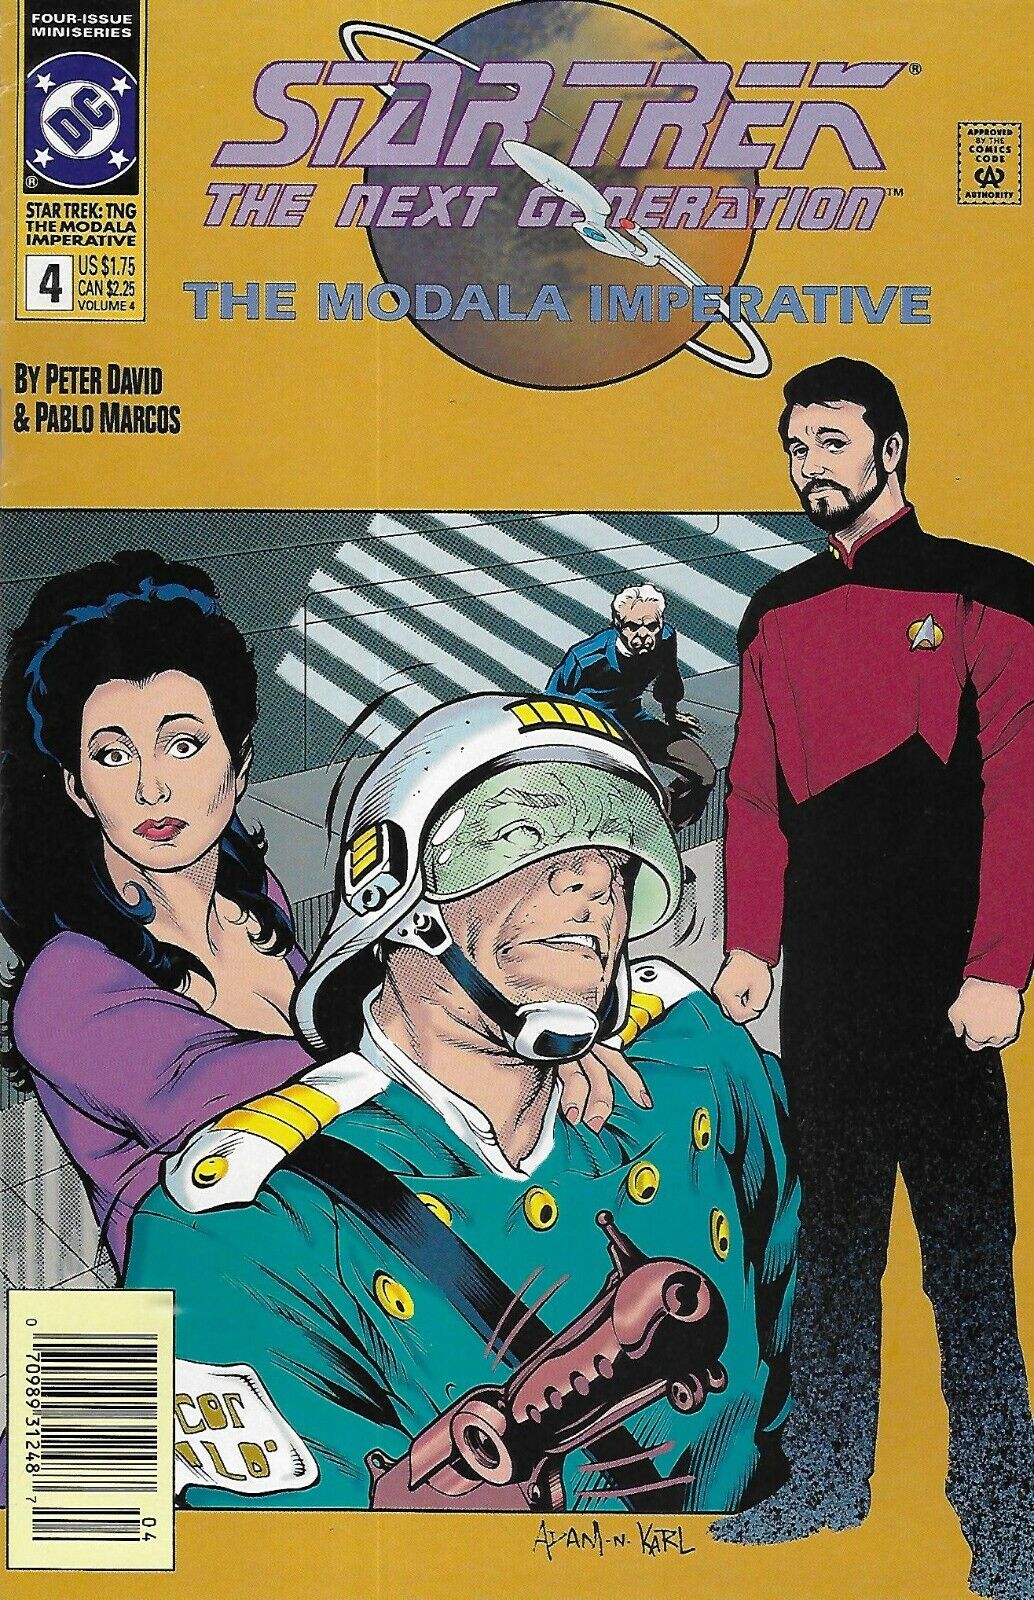 FOUR-ISSUE
MINISERIES
DC
®
STAR TREK: TNG
THE MODALA
IMPERATIVE
4
US $1.75
CAN $2.25
VOLUME 4
STAR TREK®
THE NEXT GENERATION™
THE MODALA IMPERATIVE
APPROVED
BY THE
COMICS
CODE
CA
AUTHORITY
BY PETER DAVID
& PABLO MARCOS
0 70989 31248 7
04
COT
ADAM-N-KARL